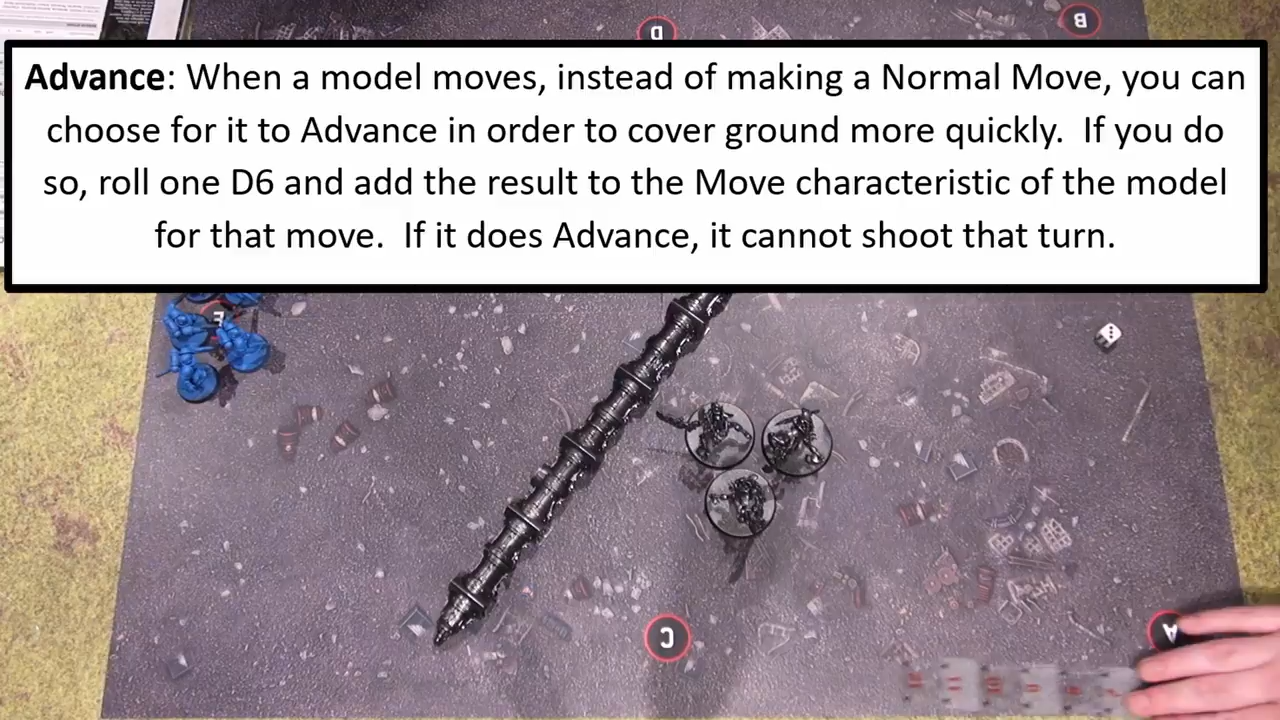 D
B
Advance: When a model moves, instead of making a Normal Move, you can
choose for it to Advance in order to cover ground more quickly.  If you do
so, roll one D6 and add the result to the Move characteristic of the model
for that move.  If it does Advance, it cannot shoot that turn.
E
C
A